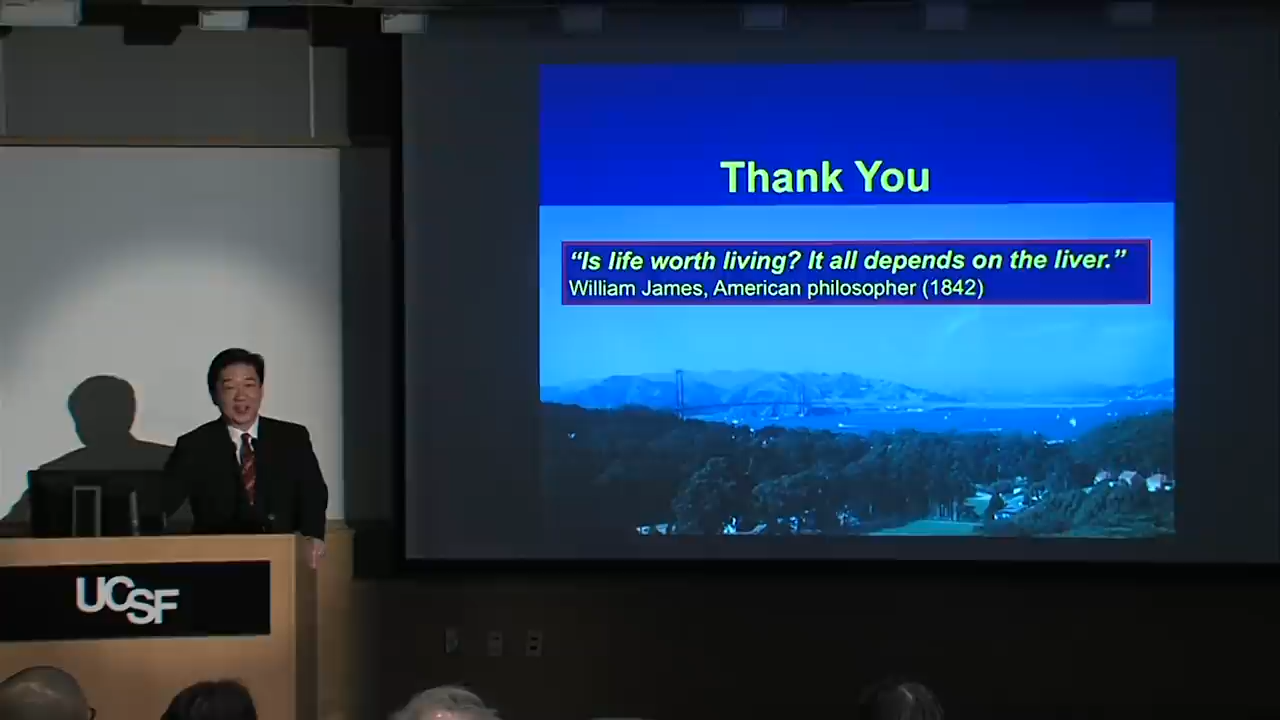 Thank You
“Is life worth living? It all depends on the liver.”
William James, American philosopher (1842)
UCSF